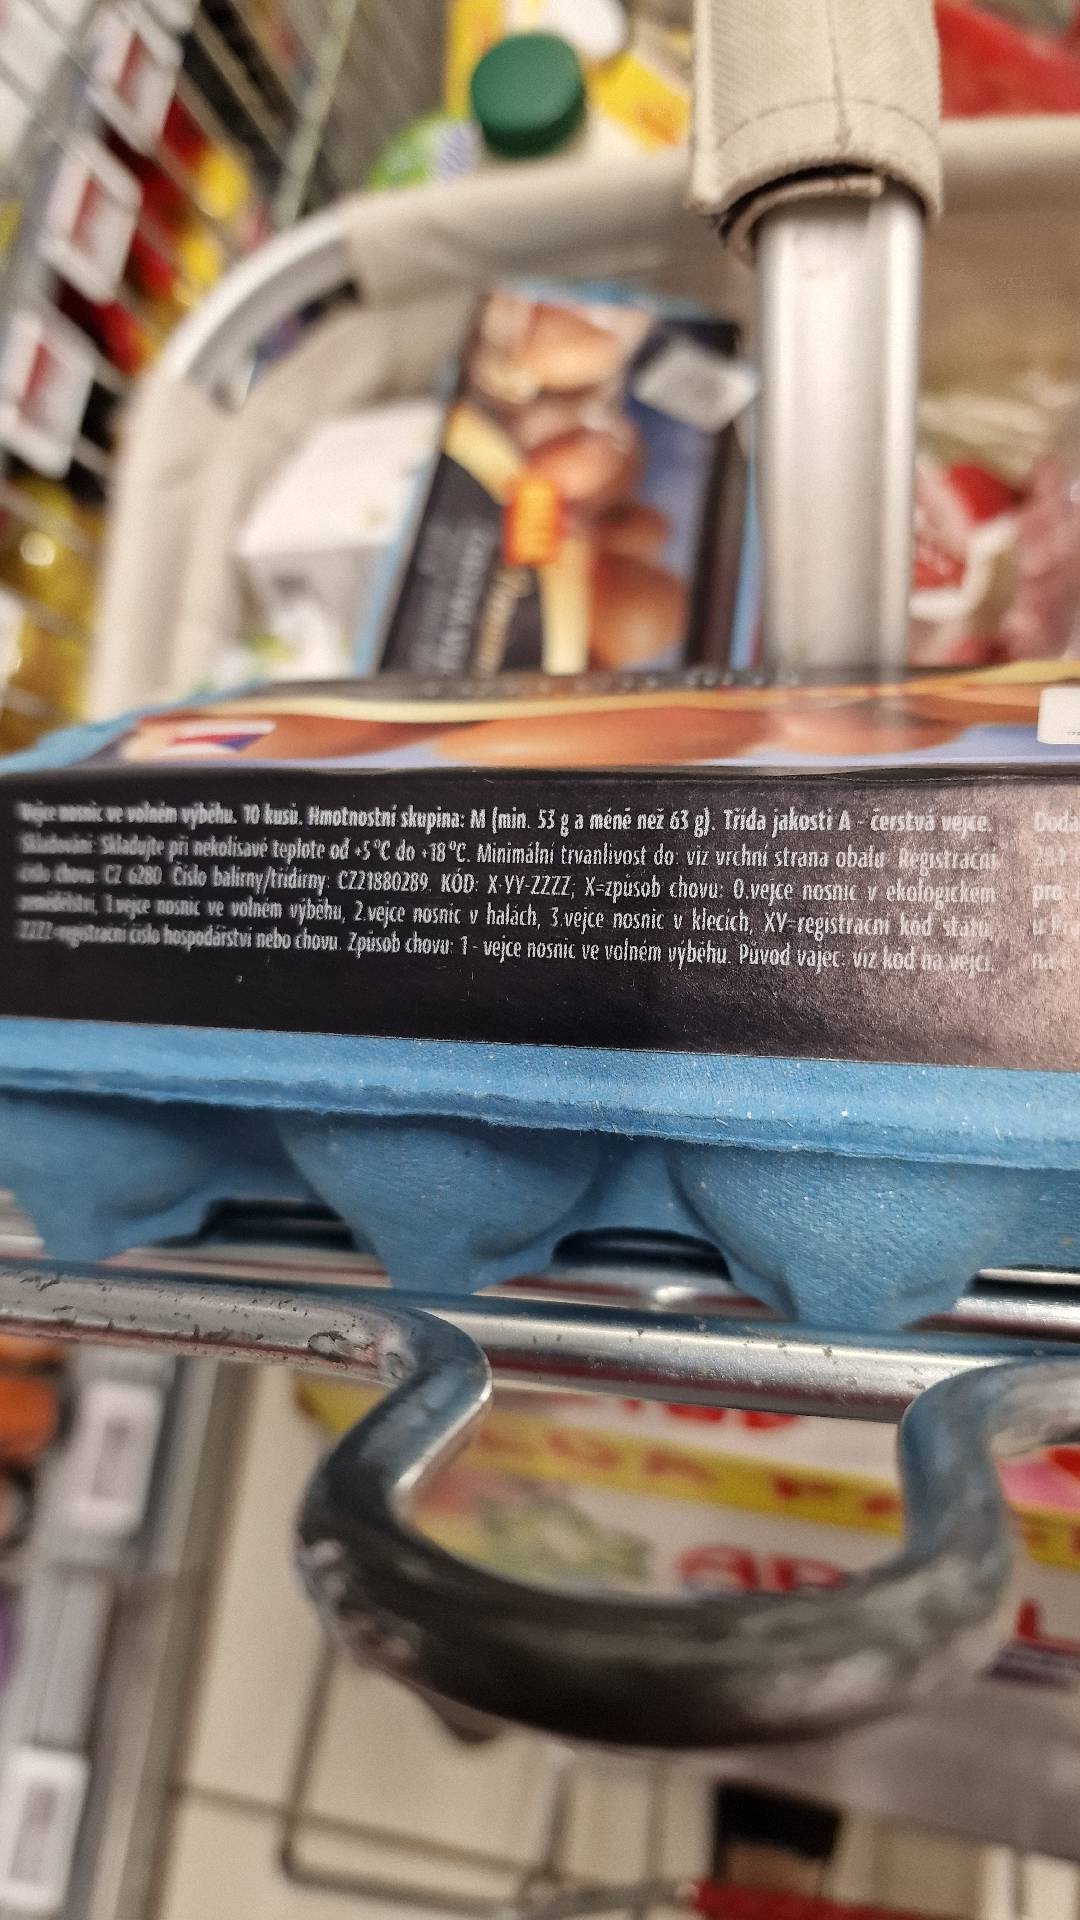 Vejce nosnic ve volném výběhu. 10 kusů. Hmotnostní skupina: M (min. 53 g a méně než 63 g). Třída jakosti A - čerstvá vejce.
Skladování: Skladujte při nekolísavé teplotě od +5 °C do +18 °C. Minimální trvanlivost do: viz vrchní strana obalu. Registrační
číslo chovu: CZ 6280. Číslo balírny/třídírny: CZ21880289. KÓD: X-YY-ZZZZ, X=způsob chovu: 0.vejce nosnic v ekologickém
zemědělství, 1.vejce nosnic ve volném výběhu, 2.vejce nosnic v halách, 3.vejce nosnic v klecích, XY-registrační kód státu,
ZZZZ-registrační číslo hospodářství nebo chovu. Způsob chovu: 1 - vejce nosnic ve volném výběhu. Původ vajec: viz kód na vejci.